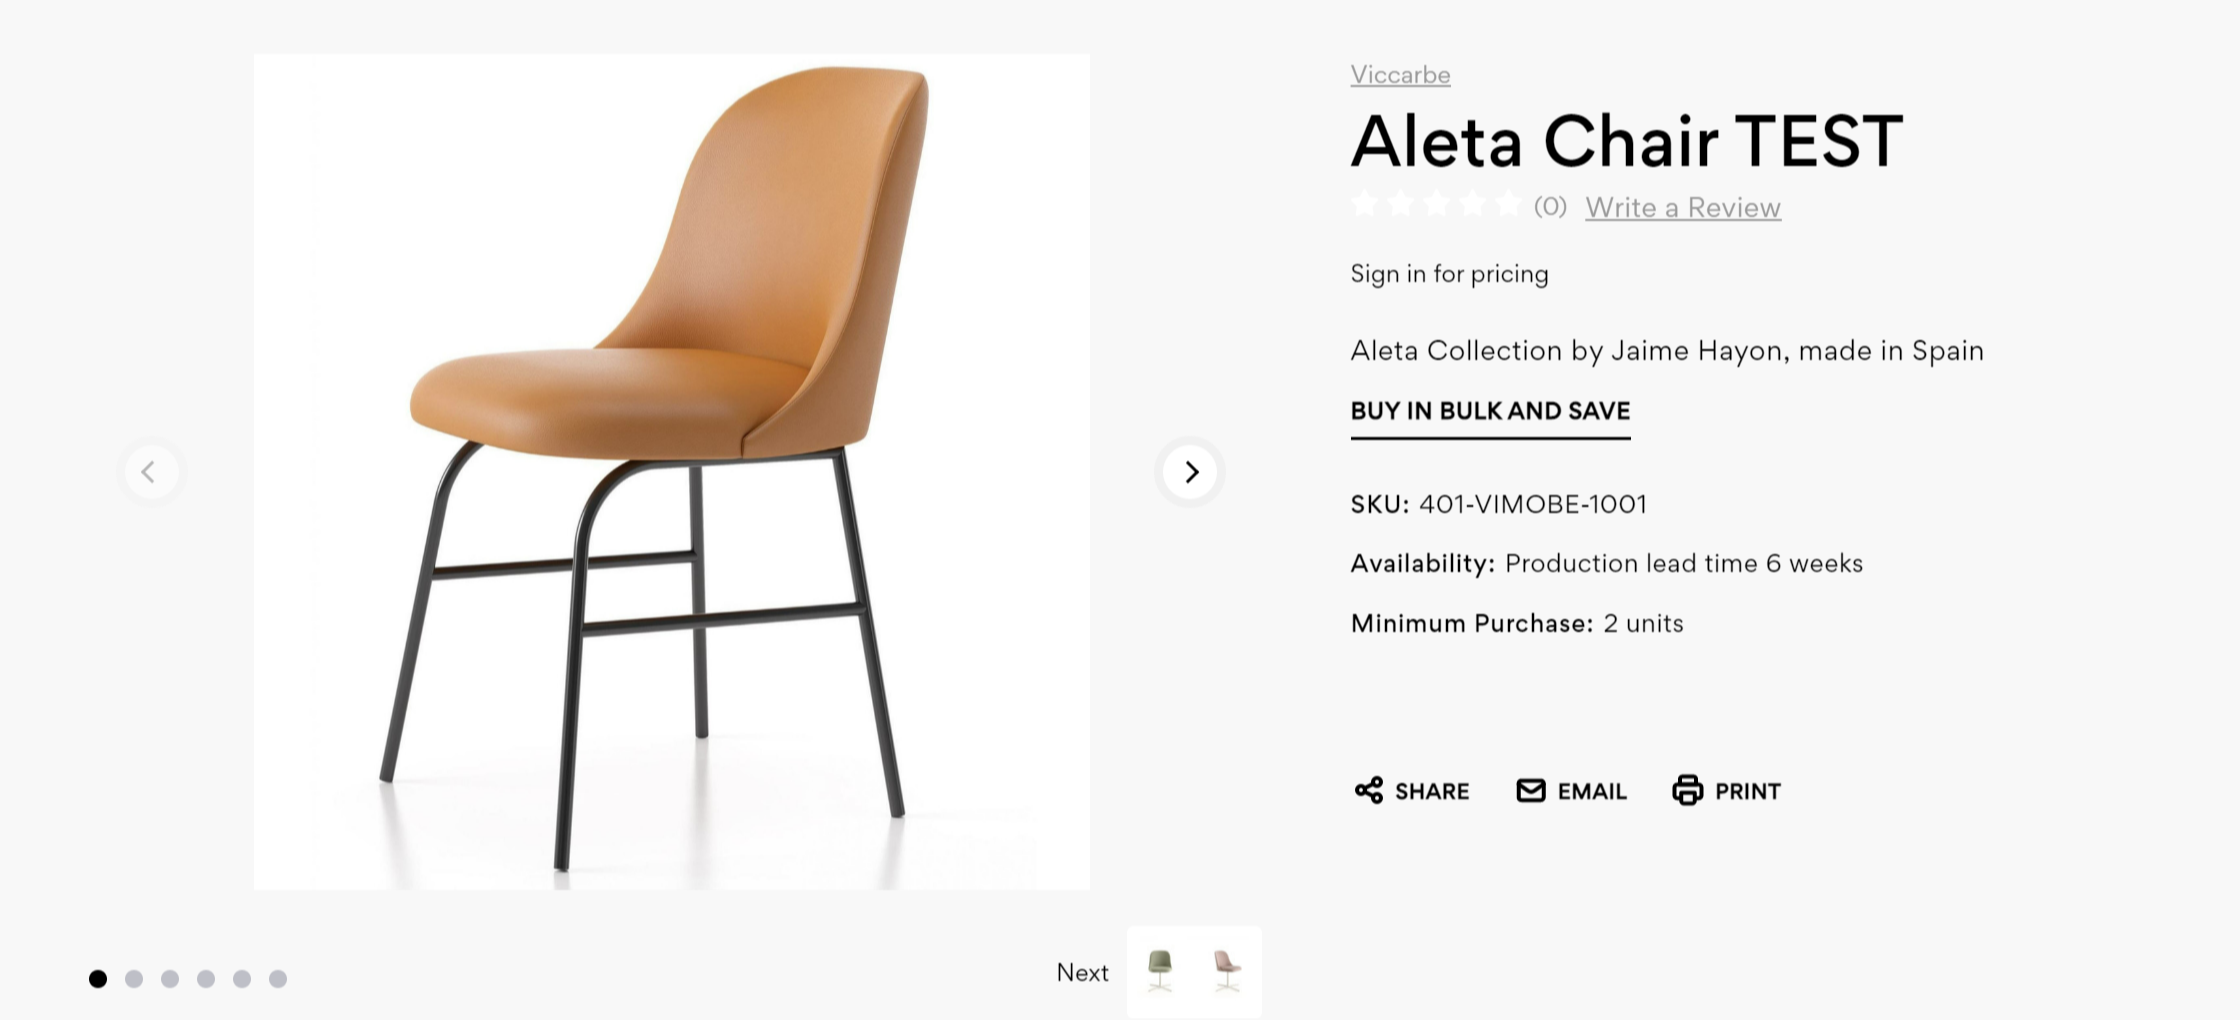 Viccarbe
Aleta Chair TEST
(0) Write a Review
Sign in for pricing
Aleta Collection by Jaime Hayon, made in Spain
BUY IN BULK AND SAVE
SKU: 401-VIMOBE-1001
Availability: Production lead time 6 weeks
Minimum Purchase: 2 units
SHARE EMAIL PRINT
Next